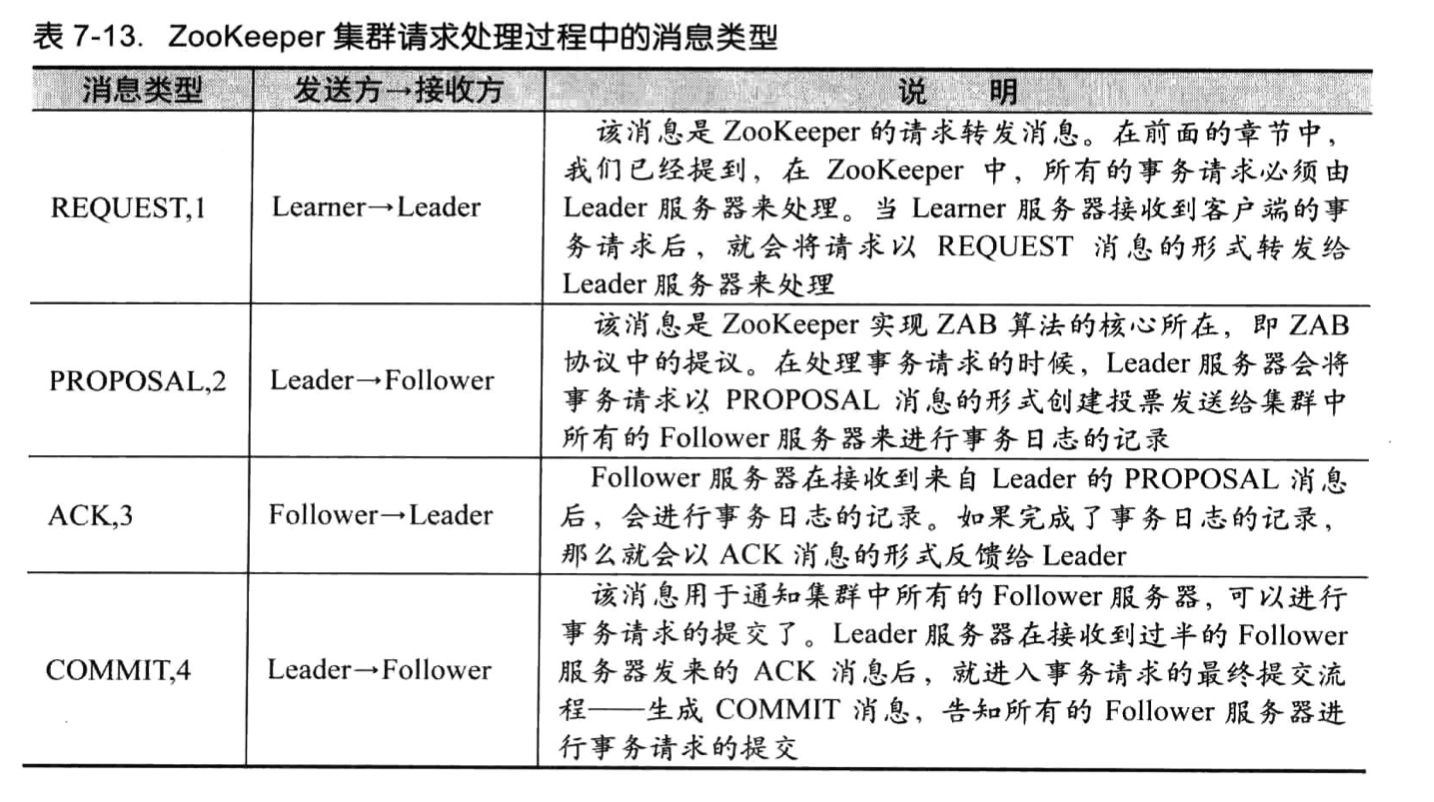 表 7-13. ZooKeeper 集群请求处理过程中的消息类型
消息类型 发送方→接收方 说 明
REQUEST,1 Learner→Leader
该消息是 ZooKeeper 的请求转发消息。在前面的章节中，
我们已经提到，在 ZooKeeper 中，所有的事务请求必须由
Leader 服务器来处理。当 Learner 服务器接收到客户端的事
务请求后，就会将请求以 REQUEST 消息的形式转发给
Leader 服务器来处理
PROPOSAL,2 Leader→Follower
该消息是 ZooKeeper 实现 ZAB 算法的核心所在，即 ZAB
协议中的提议。在处理事务请求的时候，Leader 服务器会将
事务请求以 PROPOSAL 消息的形式创建投票发送给集群中
所有的 Follower 服务器来进行事务日志的记录
ACK,3 Follower→Leader
Follower 服务器在接收到来自 Leader 的 PROPOSAL 消息
后，会进行事务日志的记录。如果完成了事务日志的记录，
那么就会以 ACK 消息的形式反馈给 Leader
COMMIT,4 Leader→Follower
该消息用于通知集群中所有的 Follower 服务器，可以进行
事务请求的提交了。Leader 服务器在接收到过半的 Follower
服务器发来的 ACK 消息后，就进入事务请求的最终提交流
程——生成 COMMIT 消息，告知所有的 Follower 服务器进
行事务请求的提交